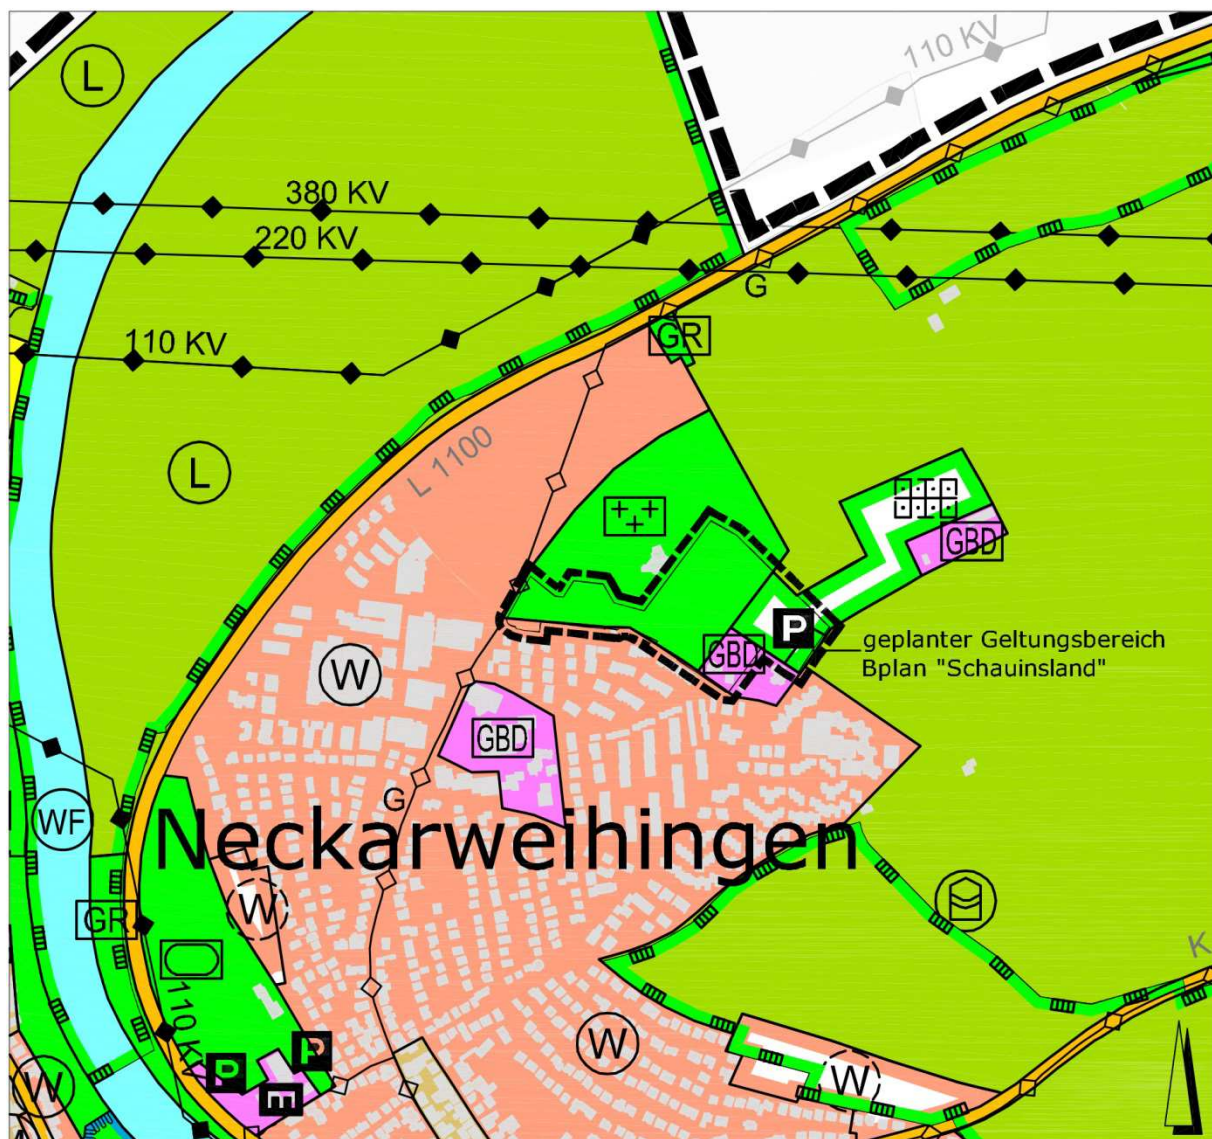 L
110 KV
380 KV
220 KV
G
110 KV
GR
L
L 1100
GBD
P
geplanter Geltungsbereich
GBD
Bplan "Schauinsland"
W
GBD
G
WF
Neckarweihingen
W
GR
K
110 KV
W
W
P
P
W
E